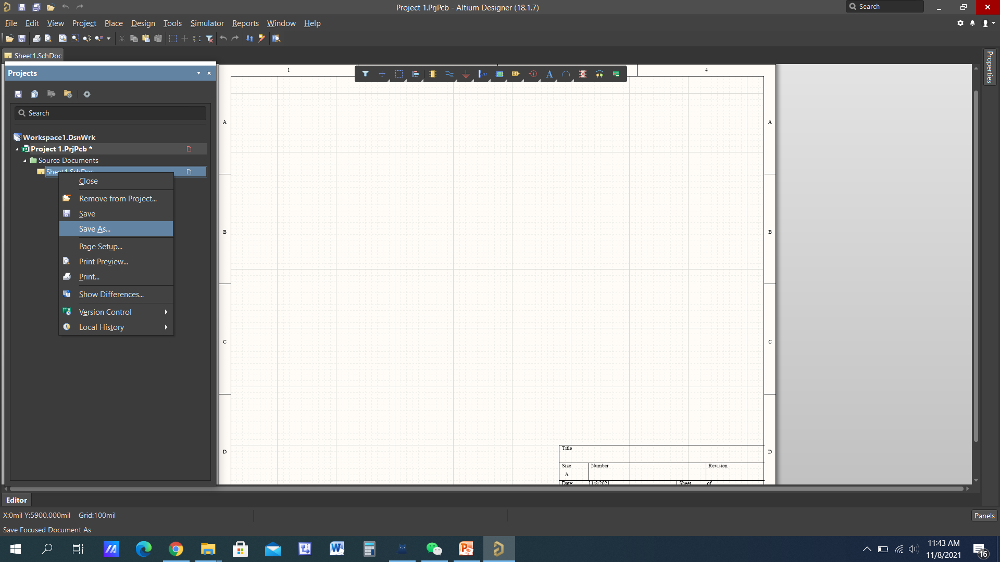 Project 1.PrjPcb - Altium Designer (18.1.7)
Search
File Edit View Project Place Design Tools Simulator Reports Window Help
Sheet1.SchDoc
Properties
Projects
Search
Workspace1.DsnWrk
Project 1.PrjPcb *
Source Documents
Sheet1.SchDoc
Close
Remove from Project...
Save
Save As...
Page Setup...
Print Preview...
Print...
Show Differences...
Version Control
Local History
1
4
A
A
B
B
C
C
D
D
Title
Size
Number
Revision
A
Date:
11/8/2021
Sheet
of
Editor
X:0mil Y:5900.000mil Grid:100mil
Panels
Save Focused Document As
11:43 AM
11/8/2021
16